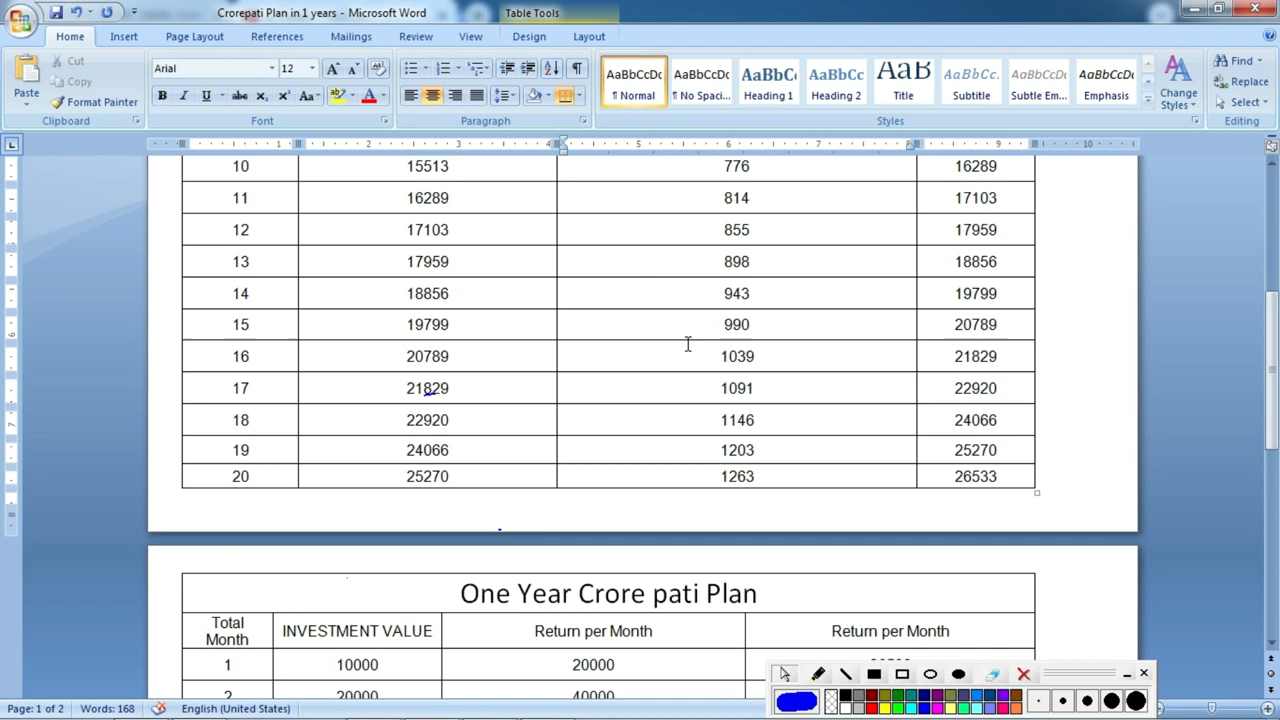 Crorepati Plan in 1 years - Microsoft Word
Table Tools
Home Insert Page Layout References Mailings Review View Design Layout
Paste
Cut
Copy
Format Painter
Clipboard
Arial 12
Font
Paragraph
AaBbCcDc AaBbCcDc AaBbC AaBbCc AaB AaBbCc. AaBbCcDc AaBbCcDc
¶ Normal ¶ No Spaci... Heading 1 Heading 2 Title Subtitle Subtle Em... Emphasis
Change Styles
Styles
Find
Replace
Select
Editing
10 15513 776 16289
11 16289 814 17103
12 17103 855 17959
13 17959 898 18856
14 18856 943 19799
15 19799 990 20789
16 20789 1039 21829
17 21829 1091 22920
18 22920 1146 24066
19 24066 1203 25270
20 25270 1263 26533
One Year Crore pati Plan
Total Month INVESTMENT VALUE Return per Month Return per Month
1 10000 20000
2 20000 40000
Page: 1 of 2 Words: 168 English (United States)